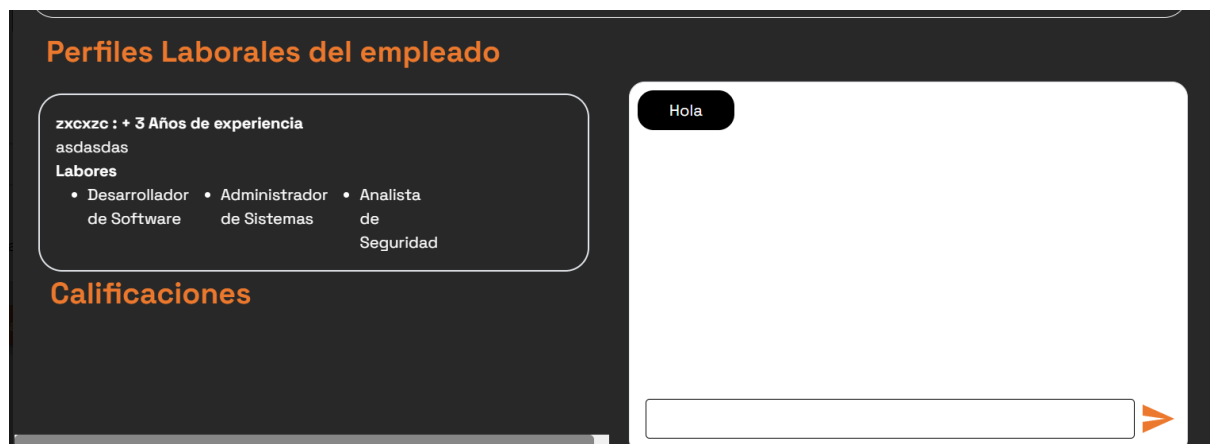 Perfiles Laborales del empleado
zxcxzc : + 3 Años de experiencia
asdasdas
Labores
• Desarrollador de Software
• Administrador de Sistemas
• Analista de Seguridad
Calificaciones
Hola